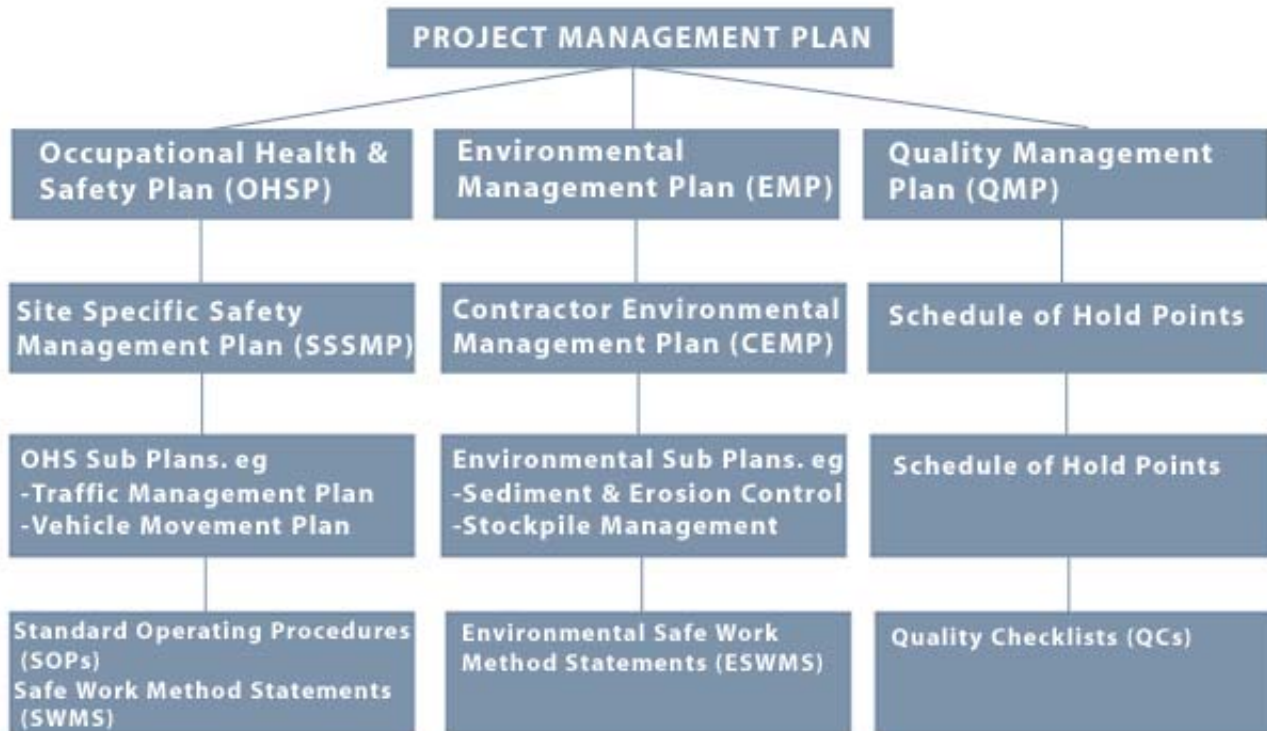 PROJECT MANAGEMENT PLAN
Occupational Health &
Safety Plan (OHSP)
Environmental
Management Plan (EMP)
Quality Management
Plan (QMP)
Site Specific Safety
Management Plan (SSSMP)
Contractor Environmental
Management Plan (CEMP)
Schedule of Hold Points
OHS Sub Plans. eg
-Traffic Management Plan
-Vehicle Movement Plan
Environmental Sub Plans. eg
-Sediment & Erosion Control
-Stockpile Management
Schedule of Hold Points
Standard Operating Procedures
(SOPs)
Safe Work Method Statements
(SWMS)
Environmental Safe Work
Method Statements (ESWMS)
Quality Checklists (QCs)